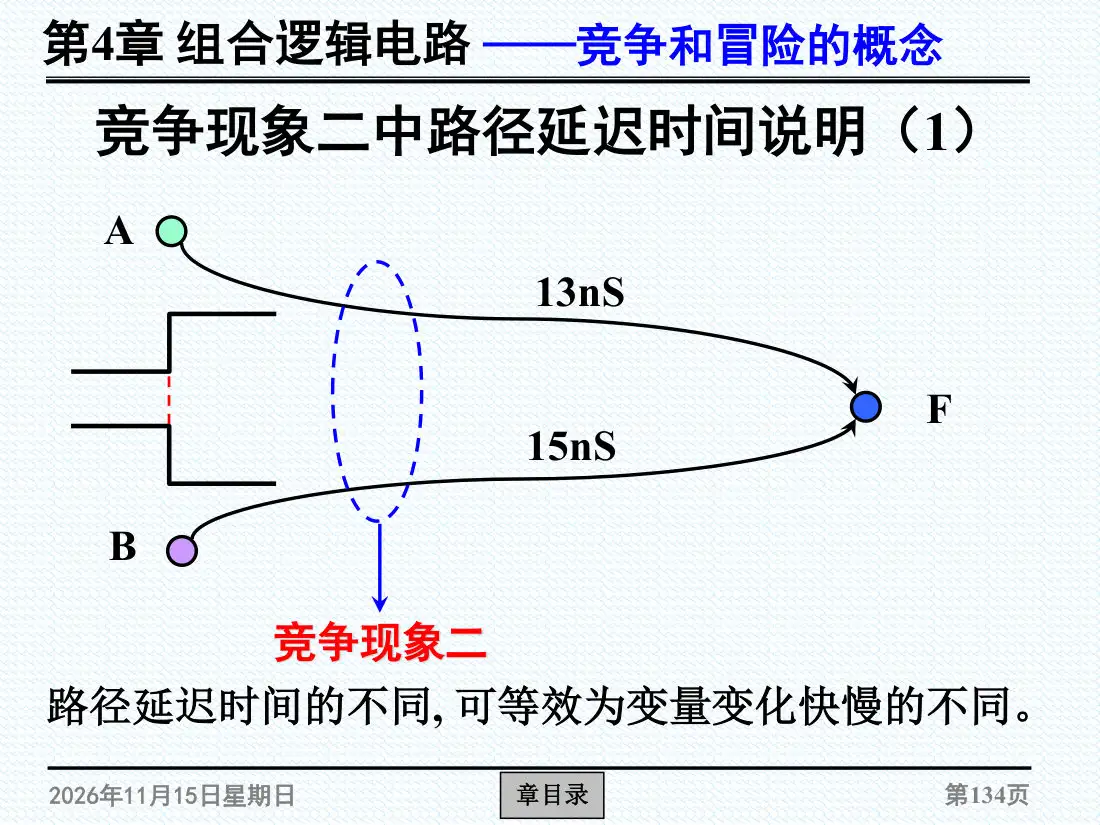 第4章 组合逻辑电路 ——竞争和冒险的概念
竞争现象二中路径延迟时间说明（1）
A
13nS
F
15nS
B
竞争现象二
路径延迟时间的不同, 可等效为变量变化快慢的不同。
2026年11月15日星期日
章目录
第134页